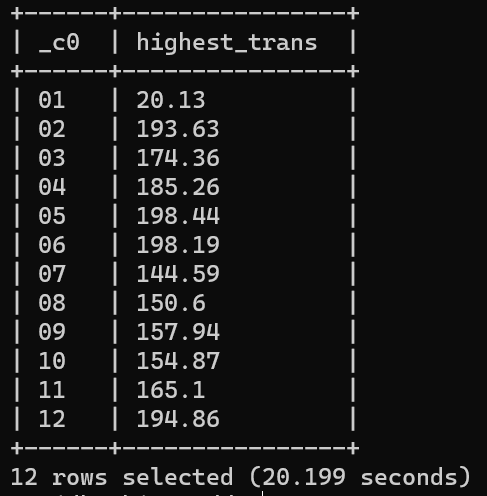 +------+----------------+
| _c0  | highest_trans  |
+------+----------------+
| 01   | 20.13          |
| 02   | 193.63         |
| 03   | 174.36         |
| 04   | 185.26         |
| 05   | 198.44         |
| 06   | 198.19         |
| 07   | 144.59         |
| 08   | 150.6          |
| 09   | 157.94         |
| 10   | 154.87         |
| 11   | 165.1          |
| 12   | 194.86         |
+------+----------------+
12 rows selected (20.199 seconds)